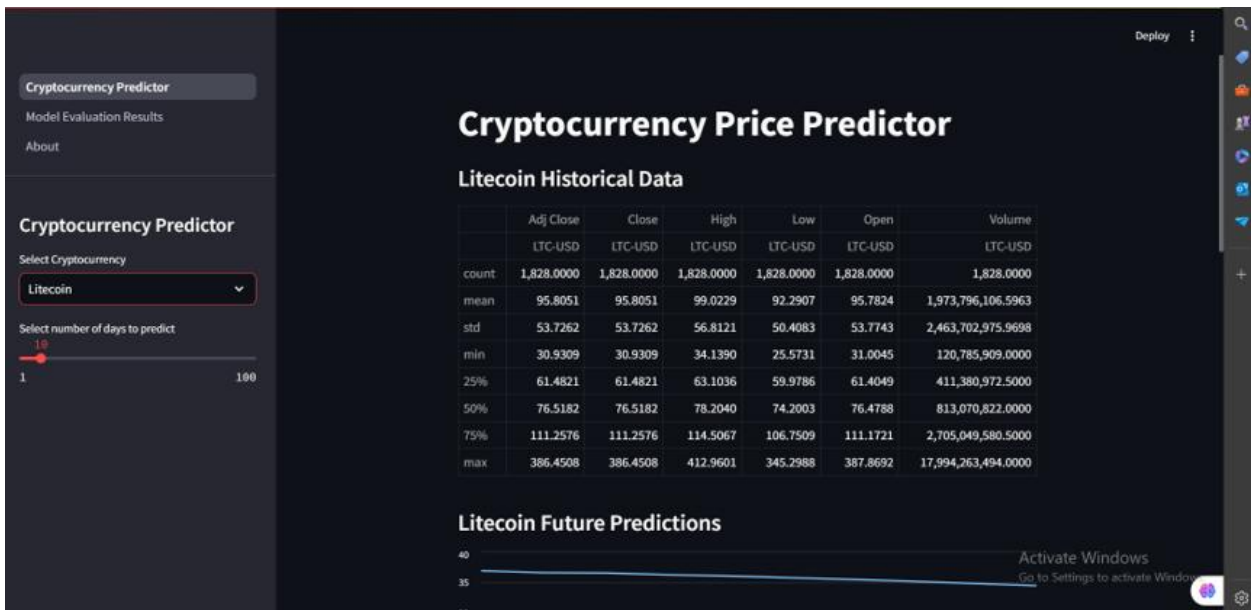 Deploy
Cryptocurrency Predictor
Model Evaluation Results
About
Cryptocurrency Predictor
Select Cryptocurrency
Litecoin
Select number of days to predict
10
1 100
Cryptocurrency Price Predictor
Litecoin Historical Data
Adj Close Close High Low Open Volume
LTC-USD LTC-USD LTC-USD LTC-USD LTC-USD LTC-USD
count 1,828.0000 1,828.0000 1,828.0000 1,828.0000 1,828.0000 1,828.0000
mean 95.8051 95.8051 99.0229 92.2907 95.7824 1,973,796,106.5963
std 53.7262 53.7262 56.8121 50.4083 53.7743 2,463,702,975.9698
min 30.9309 30.9309 34.1390 25.5731 31.0045 120,785,909.0000
25% 61.4821 61.4821 63.1036 59.9786 61.4049 411,380,972.5000
50% 76.5182 76.5182 78.2040 74.2003 76.4788 813,070,822.0000
75% 111.2576 111.2576 114.5067 106.7509 111.1721 2,705,049,580.5000
max 386.4508 386.4508 412.9601 345.2988 387.8692 17,994,263,494.0000
Litecoin Future Predictions
40
35
Activate Windows
Go to Settings to activate Window